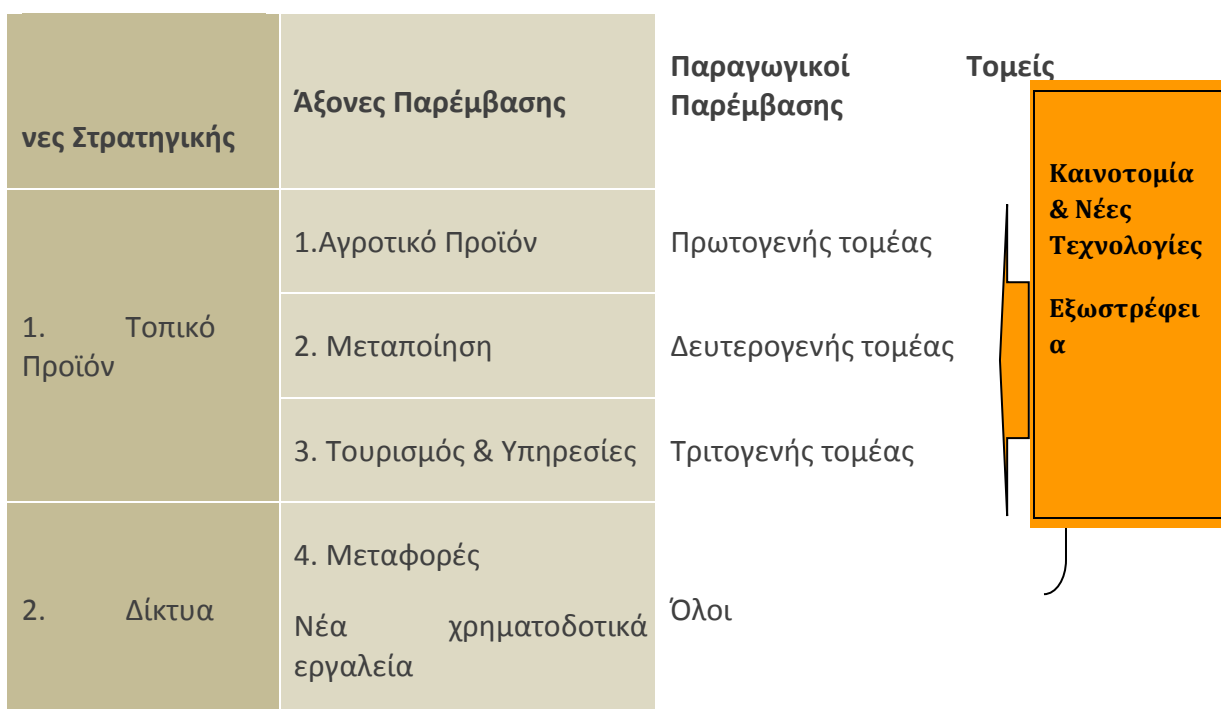 νες Στρατηγικής
Άξονες Παρέμβασης
Παραγωγικοί Τομείς
Παρέμβασης
1. Τοπικό
Προϊόν
1.Αγροτικό Προϊόν
Πρωτογενής τομέας
2. Μεταποίηση
Δευτερογενής τομέας
3. Τουρισμός & Υπηρεσίες
Τριτογενής τομέας
2. Δίκτυα
4. Μεταφορές
Νέα χρηματοδοτικά
εργαλεία
Όλοι
Καινοτομία
& Νέες
Τεχνολογίες
Εξωστρέφει
α